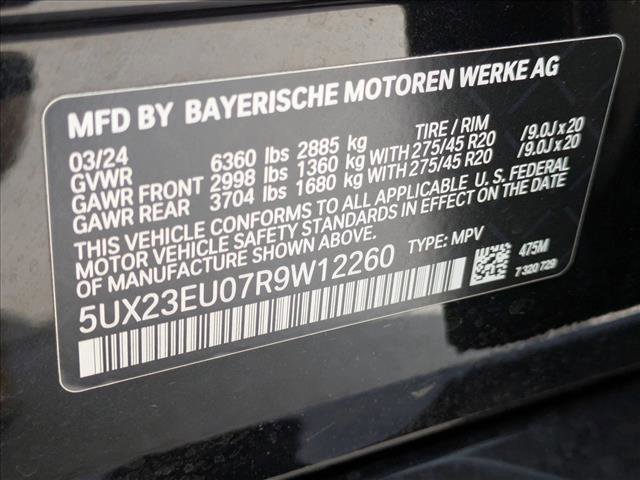 MFD BY BAYERISCHE MOTOREN WERKE AG
03/24 TIRE / RIM
GVWR 6360 lbs 2885 kg
GAWR FRONT 2998 lbs 1360 kg WITH 275/45 R20 /9.0J x 20
GAWR REAR 3704 lbs 1680 kg WITH 275/45 R20 /9.0J x 20
THIS VEHICLE CONFORMS TO ALL APPLICABLE U. S. FEDERAL
MOTOR VEHICLE SAFETY STANDARDS IN EFFECT ON THE DATE
OF MANUFACTURE SHOWN ABOVE. TYPE: MPV
5UX23EU07R9W12260
475M
7 320 729